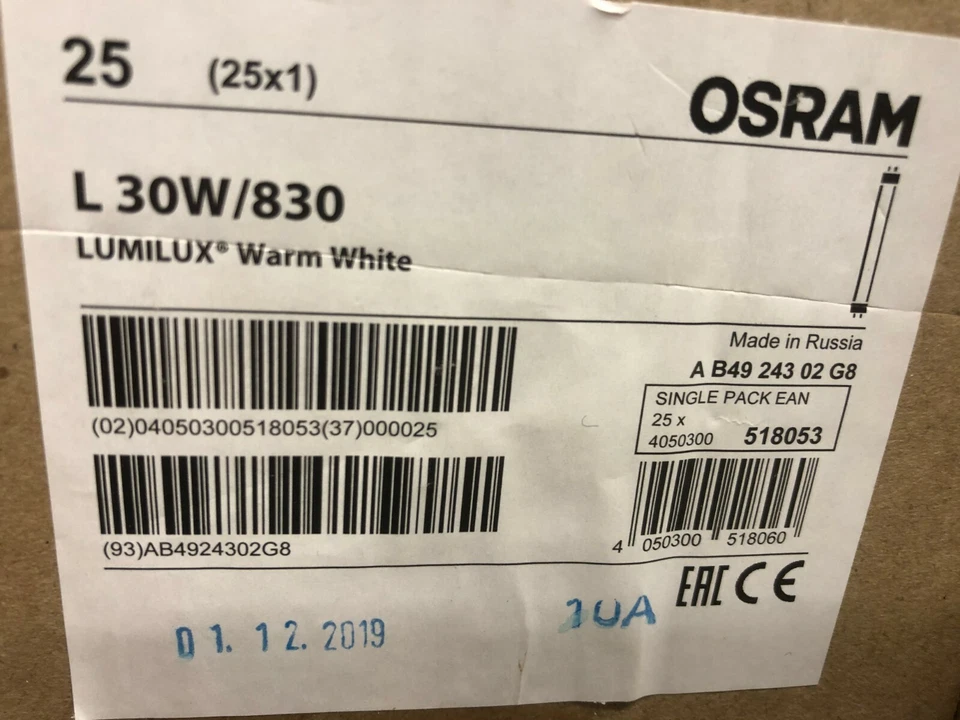 25 (25x1)
OSRAM
L 30W/830
LUMILUX® Warm White
Made in Russia
A B49 243 02 G8
SINGLE PACK EAN
25 x
4050300 518053
(02)04050300518053(37)000025
(93)AB4924302G8
4 050300 518060
EAC CE
01. 12. 2019